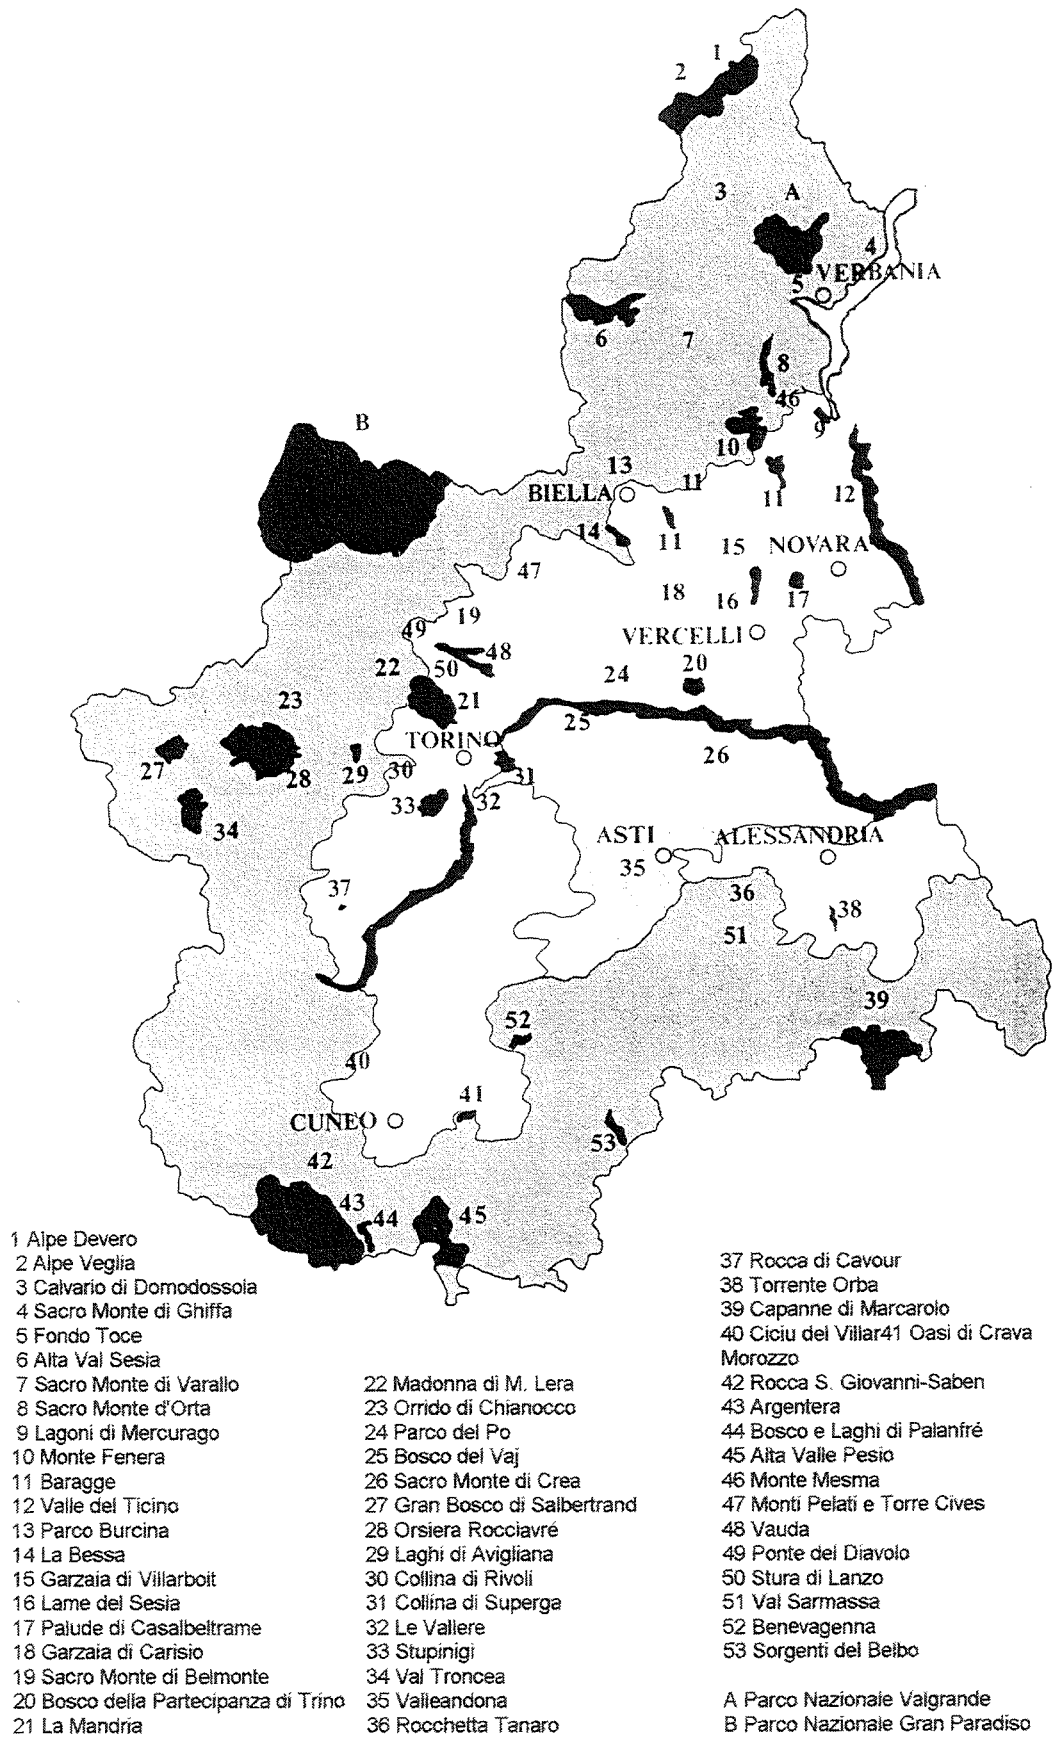 1
2
3
A
4
VERBANIA
5
6
7
8
46
9
10
B
13
11
BIELLA
11
12
14
11
15
NOVARA
47
18
16
17
19
49
VERCELLI
48
22
50
20
24
21
23
25
TORINO
26
27
28
29
30
31
33
32
34
ASTI
ALESSANDRIA
35
37
36
38
51
39
52
40
41
CUNEO
53
42
43
44
45
1 Alpe Devero
2 Alpe Veglia
3 Calvario di Domodossola
4 Sacro Monte di Ghiffa
5 Fondo Toce
6 Alta Val Sesia
7 Sacro Monte di Varallo
8 Sacro Monte d'Orta
9 Lagoni di Mercurago
10 Monte Fenera
11 Baragge
12 Valle del Ticino
13 Parco Burcina
14 La Bessa
15 Garzaia di Villarboit
16 Lame del Sesia
17 Palude di Casalbeltrame
18 Garzaia di Carisio
19 Sacro Monte di Belmonte
20 Bosco della Partecipanza di Trino
21 La Mandria
22 Madonna di M. Lera
23 Orrido di Chianocco
24 Parco del Po
25 Bosco del Vaj
26 Sacro Monte di Crea
27 Gran Bosco di Salbertrand
28 Orsiera Rocciavré
29 Laghi di Avigliana
30 Collina di Rivoli
31 Collina di Superga
32 Le Vallere
33 Stupinigi
34 Val Troncea
35 Valleandona
36 Rocchetta Tanaro
37 Rocca di Cavour
38 Torrente Orba
39 Capanne di Marcarolo
40 Ciciu del Villar41 Oasi di Crava
Morozzo
42 Rocca S. Giovanni-Saben
43 Argentera
44 Bosco e Laghi di Palanfré
45 Alta Valle Pesio
46 Monte Mesma
47 Monti Pelati e Torre Cives
48 Vauda
49 Ponte del Diavolo
50 Stura di Lanzo
51 Val Sarmassa
52 Benevagenna
53 Sorgenti del Belbo
A Parco Nazionale Valgrande
B Parco Nazionale Gran Paradiso